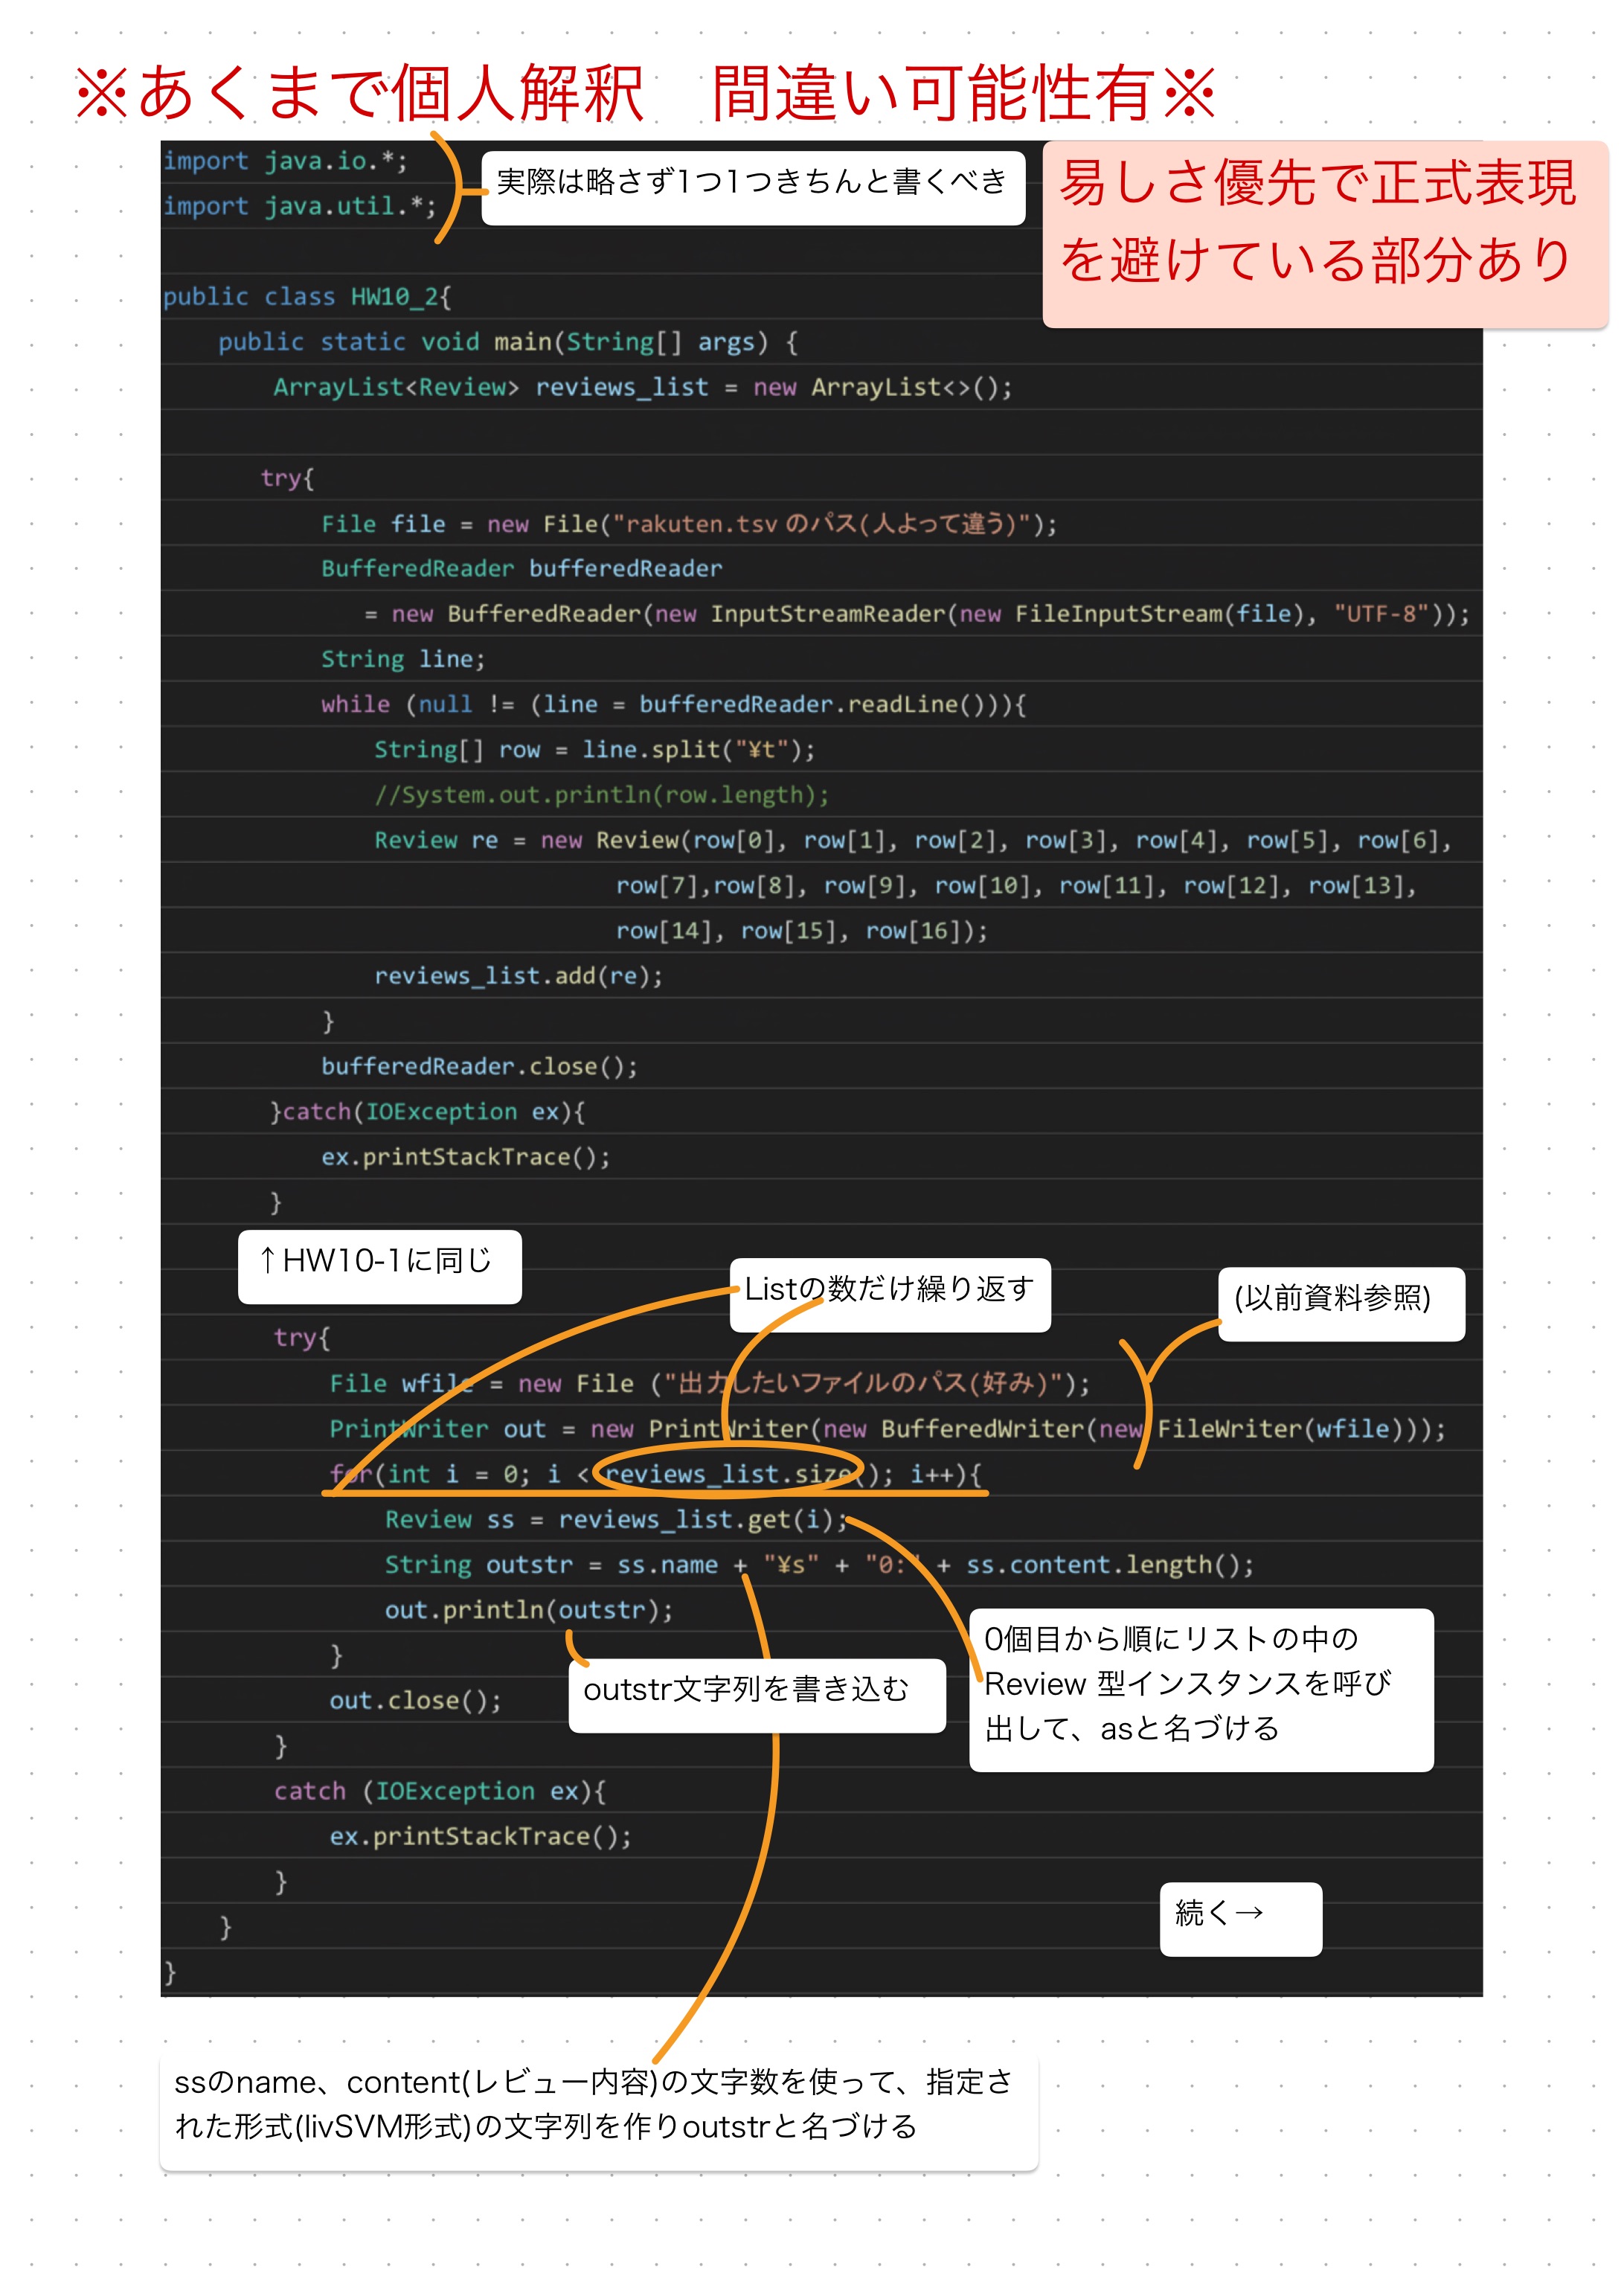 ※あくまで個人解釈　間違い可能性有※
import java.io.*;
import java.util.*;
実際は略さず1つ1つきちんと書くべき
易しさ優先で正式表現
を避けている部分あり
public class HW10_2{
public static void main(String[] args) {
ArrayList<Review> reviews_list = new ArrayList<>();
try{
File file = new File("rakuten.tsv のパス(人よって違う)");
BufferedReader bufferedReader
= new BufferedReader(new InputStreamReader(new FileInputStream(file), "UTF-8"));
String line;
while (null != (line = bufferedReader.readLine())){
String[] row = line.split("¥t");
//System.out.println(row.length);
Review re = new Review(row[0], row[1], row[2], row[3], row[4], row[5], row[6],
row[7],row[8], row[9], row[10], row[11], row[12], row[13],
row[14], row[15], row[16]);
reviews_list.add(re);
}
bufferedReader.close();
}catch(IOException ex){
ex.printStackTrace();
}
↑HW10-1に同じ
Listの数だけ繰り返す
(以前資料参照)
try{
File wfile = new File ("出力したいファイルのパス(好み)");
PrintWriter out = new PrintWriter(new BufferedWriter(new FileWriter(wfile)));
for(int i = 0; i < reviews_list.size(); i++){
Review ss = reviews_list.get(i);
String outstr = ss.name + "¥s" + "0:" + ss.content.length();
out.println(outstr);
}
out.close();
outstr文字列を書き込む
0個目から順にリストの中の
Review 型インスタンスを呼び
出して、asと名づける
}
catch (IOException ex){
ex.printStackTrace();
}
}
}
続く→
ssのname、content(レビュー内容)の文字数を使って、指定さ
れた形式(livSVM形式)の文字列を作りoutstrと名づける